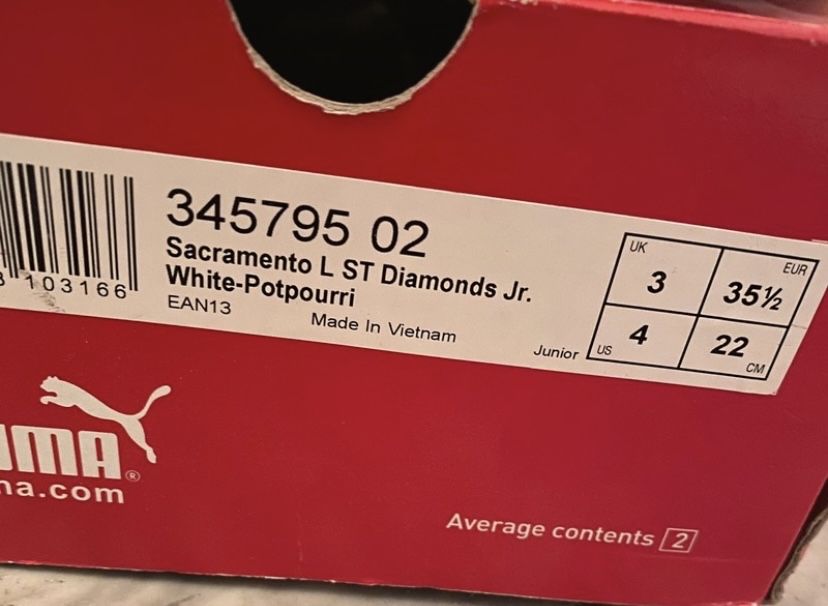 345795 02
Sacramento L ST Diamonds Jr.
White-Potpourri
EAN13
Made In Vietnam
103166
Junior
UK 3
35½ EUR
US 4
22 CM
UMA®
a.com
Average contents 2